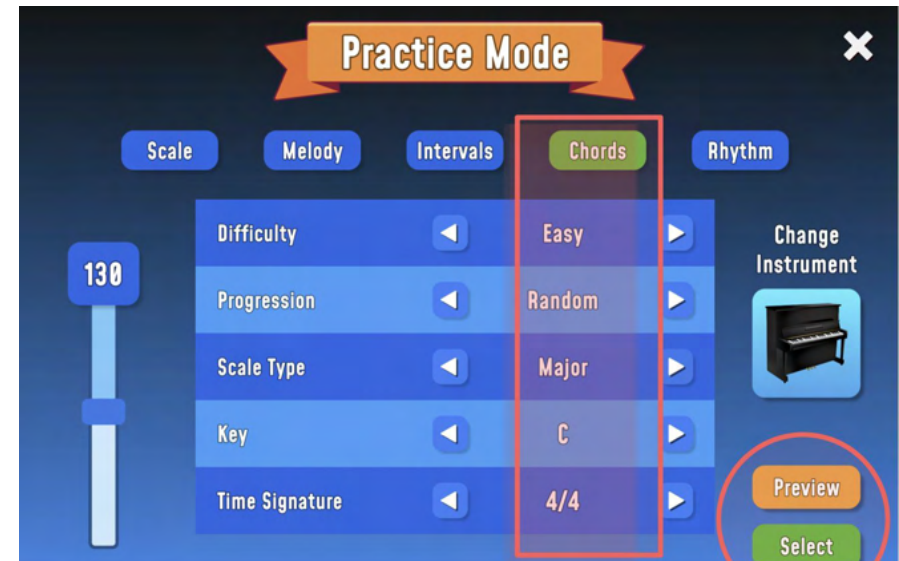 Practice Mode
Scale Melody Intervals Chords Rhythm
130
Difficulty Easy
Progression Random
Scale Type Major
Key C
Time Signature 4/4
Change
Instrument
Preview
Select